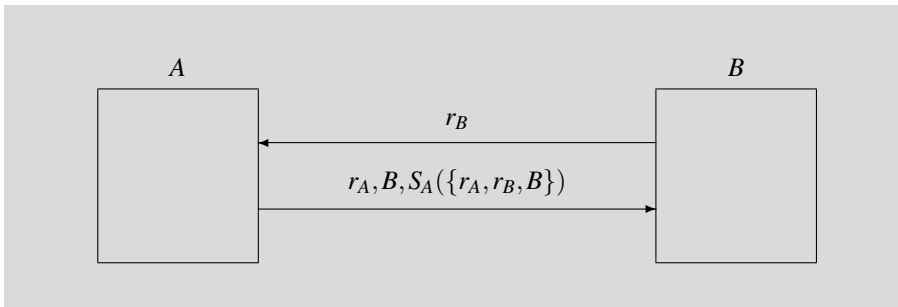 A
B
r_B
r_A, B, S_A({r_A, r_B, B})